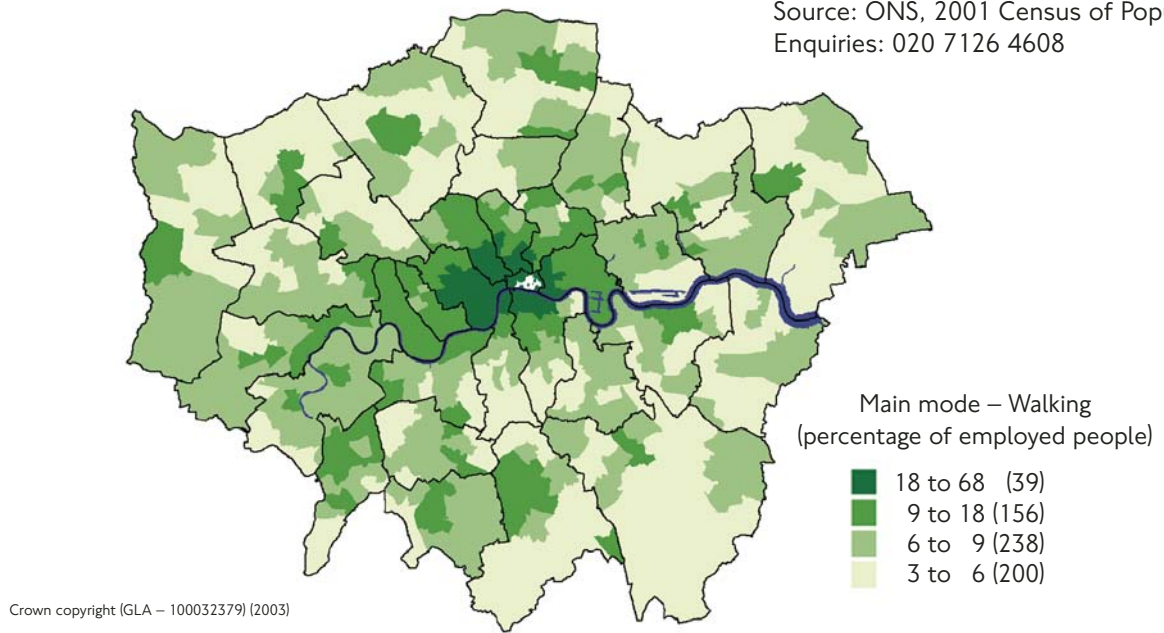 Source: ONS, 2001 Census of Pop
Enquiries: 020 7126 4608
Main mode – Walking
(percentage of employed people)
18 to 68 (39)
9 to 18 (156)
6 to 9 (238)
3 to 6 (200)
Crown copyright (GLA – 100032379) (2003)